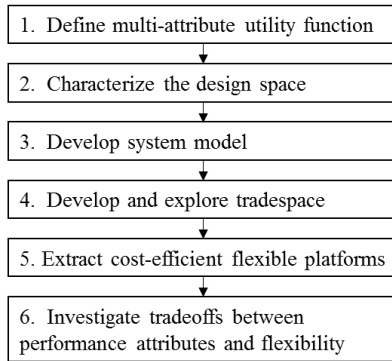 1. Define multi-attribute utility function
2. Characterize the design space
3. Develop system model
4. Develop and explore tradespace
5. Extract cost-efficient flexible platforms
6. Investigate tradeoffs between
performance attributes and flexibility